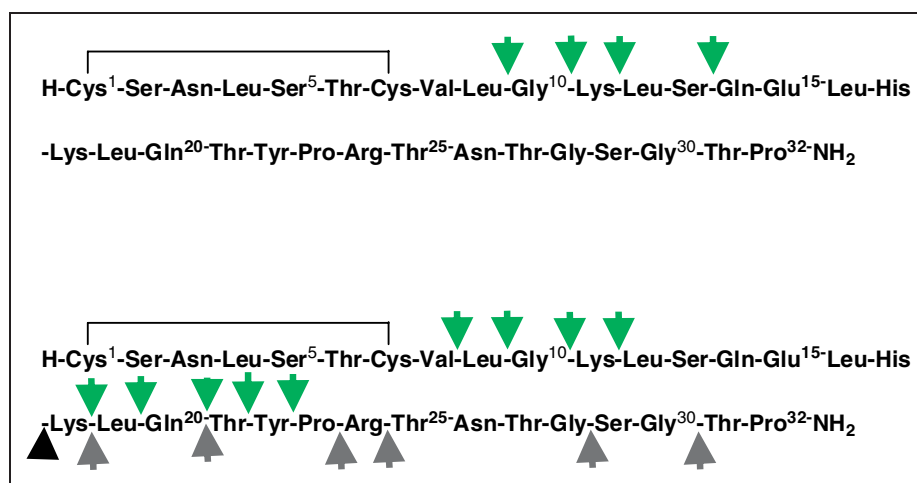 H-Cys¹-Ser-Asn-Leu-Ser⁵-Thr-Cys-Val-Leu-Gly¹⁰-Lys-Leu-Ser-Gln-Glu¹⁵⁻Leu-His
-Lys-Leu-Gln²⁰⁻Thr-Tyr-Pro-Arg-Thr²⁵⁻Asn-Thr-Gly-Ser-Gly³⁰-Thr-Pro³²⁻NH₂
H-Cys¹-Ser-Asn-Leu-Ser⁵-Thr-Cys-Val-Leu-Gly¹⁰-Lys-Leu-Ser-Gln-Glu¹⁵⁻Leu-His
-Lys-Leu-Gln²⁰⁻Thr-Tyr-Pro-Arg-Thr²⁵⁻Asn-Thr-Gly-Ser-Gly³⁰-Thr-Pro³²⁻NH₂